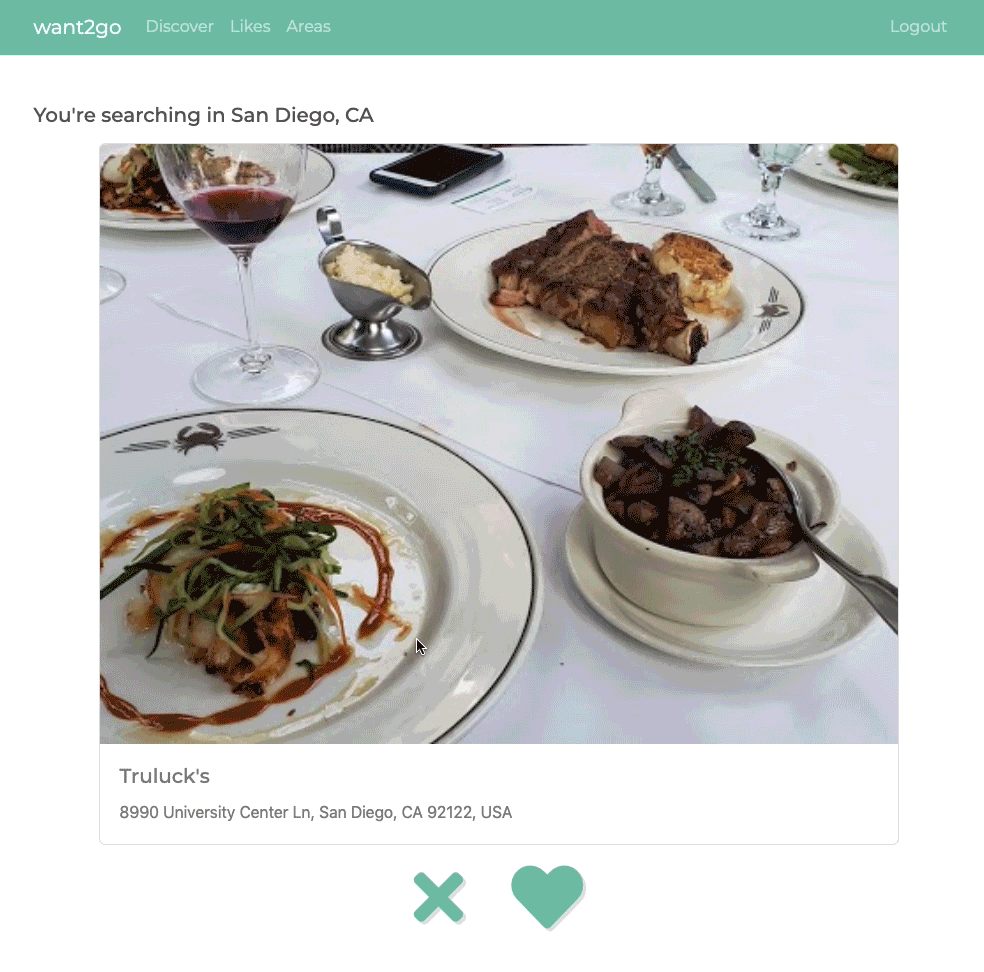 want2go Discover Likes Areas Logout
You're searching in San Diego, CA
Truluck's
8990 University Center Ln, San Diego, CA 92122, USA